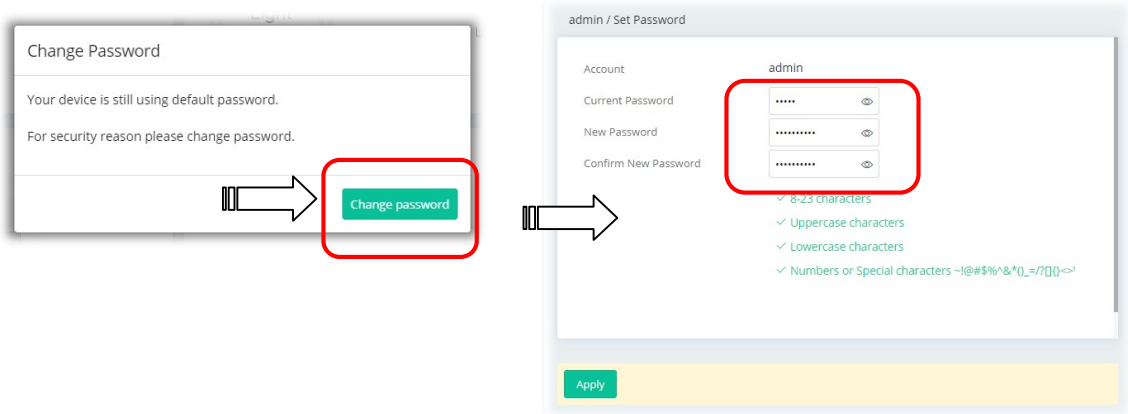 Eight
Change Password
Your device is still using default password.
For security reason please change password.
Change password
admin / Set Password
Account admin
Current Password •••••
New Password ••••••••••
Confirm New Password ••••••••••
✓ 8-23 characters
✓ Uppercase characters
✓ Lowercase characters
✓ Numbers or Special characters ~!@#$%^&*()_=/?[]{}<>
Apply